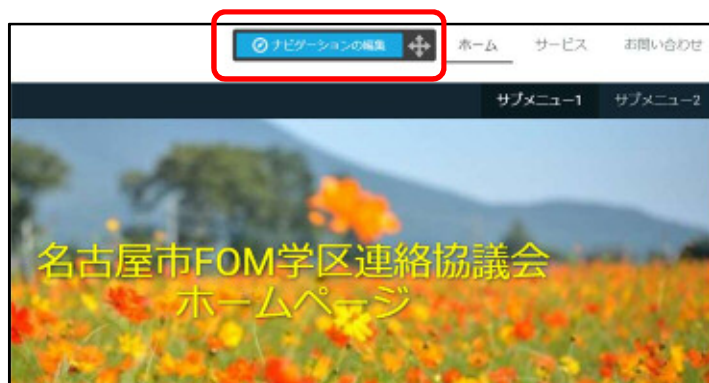 ナビゲーションの編集 ホーム サービス お問い合わせ
サブメニュー1 サブメニュー2
名古屋市FOM学区連絡協議会
ホームページ